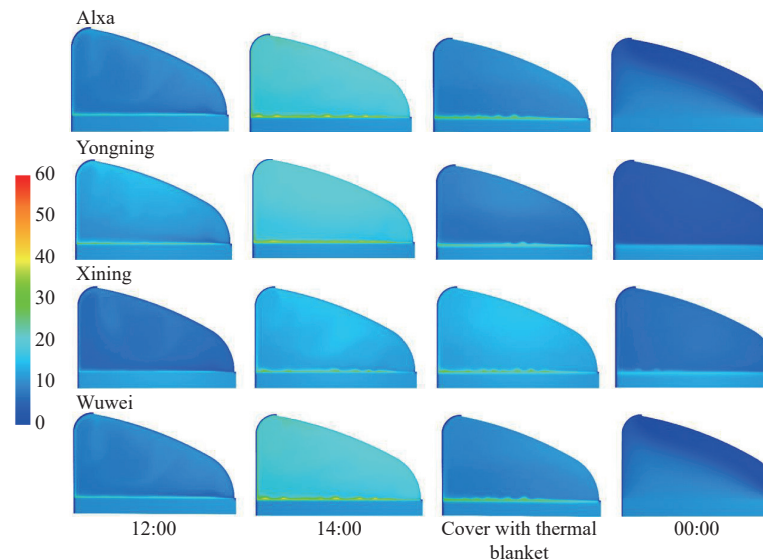 Alxa
Yongning
60
50
40
30
20
10
0
Xining
Wuwei
12:00
14:00
Cover with thermal
blanket
00:00